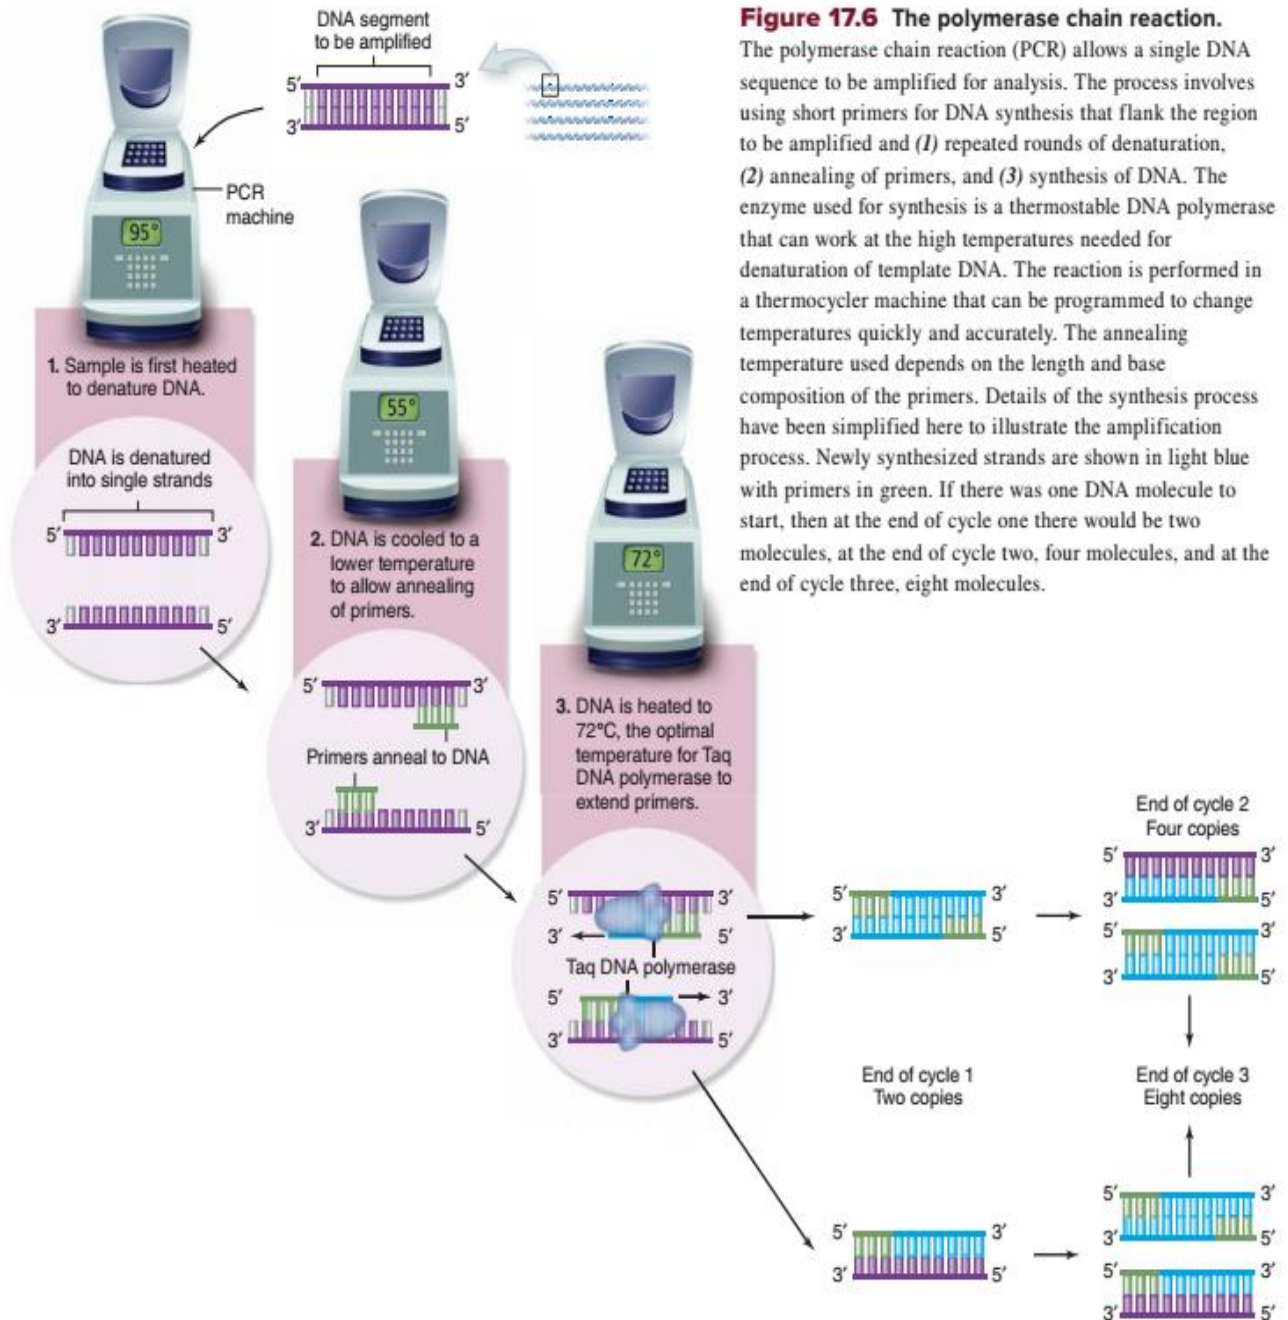 DNA segment
to be amplified
5′
3′
3′
5′
PCR
machine
95°
1. Sample is first heated
to denature DNA.
DNA is denatured
into single strands
5′
3′
3′
5′
55°
2. DNA is cooled to a
lower temperature
to allow annealing
of primers.
5′
3′
Primers anneal to DNA
3′
5′
72°
3. DNA is heated to
72°C, the optimal
temperature for Taq
DNA polymerase to
extend primers.
5′
3′
3′
5′
Taq DNA polymerase
5′
3′
3′
5′
5′
3′
3′
5′
End of cycle 1
Two copies
5′
3′
3′
5′
End of cycle 2
Four copies
5′
3′
3′
5′
5′
3′
3′
5′
End of cycle 3
Eight copies
5′
3′
3′
5′
5′
3′
3′
Figure 17.6 The polymerase chain reaction.
The polymerase chain reaction (PCR) allows a single DNA
sequence to be amplified for analysis. The process involves
using short primers for DNA synthesis that flank the region
to be amplified and (1) repeated rounds of denaturation,
(2) annealing of primers, and (3) synthesis of DNA. The
enzyme used for synthesis is a thermostable DNA polymerase
that can work at the high temperatures needed for
denaturation of template DNA. The reaction is performed in
a thermocycler machine that can be programmed to change
temperatures quickly and accurately. The annealing
temperature used depends on the length and base
composition of the primers. Details of the synthesis process
have been simplified here to illustrate the amplification
process. Newly synthesized strands are shown in light blue
with primers in green. If there was one DNA molecule to
start, then at the end of cycle one there would be two
molecules, at the end of cycle two, four molecules, and at the
end of cycle three, eight molecules.